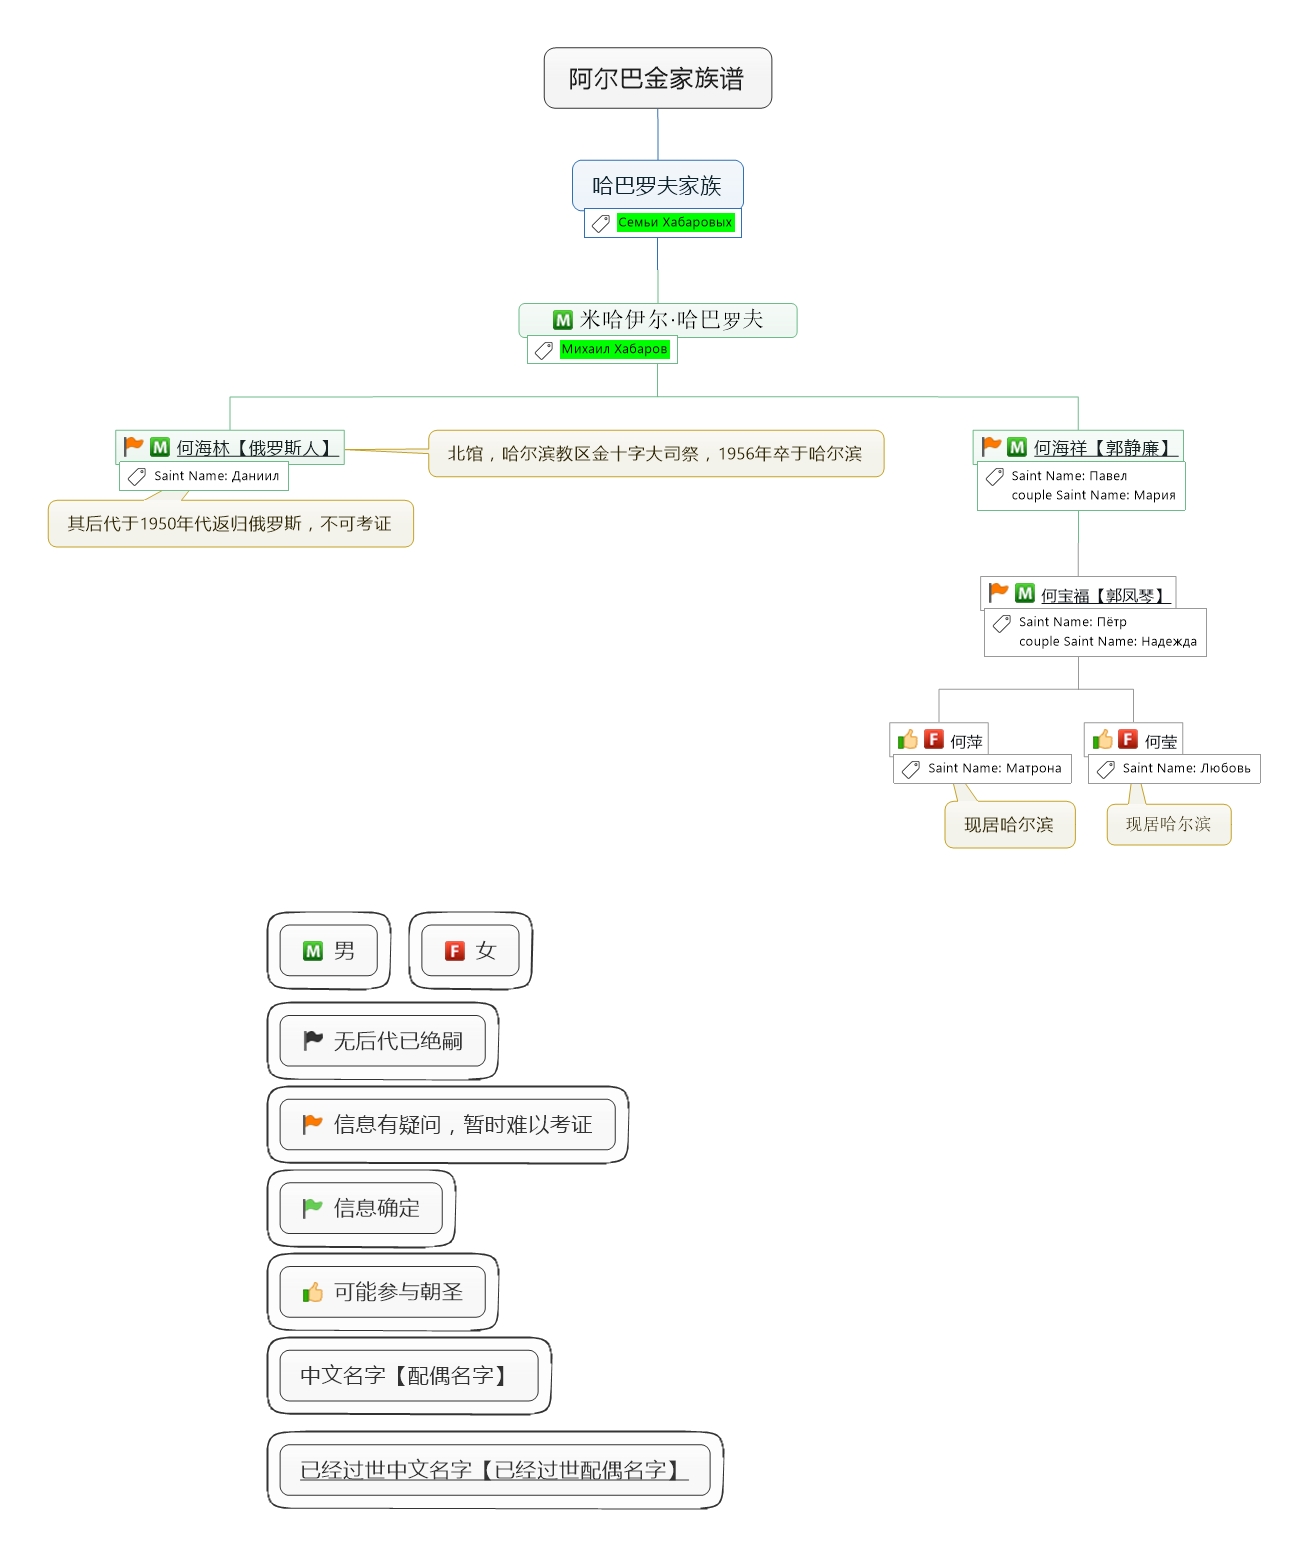 阿尔巴金家族谱
哈巴罗夫家族
Семьи Хабаровых
M 米哈伊尔·哈巴罗夫
Михаил Хабаров
M 何海林【俄罗斯人】
Saint Name: Даниил
北馆，哈尔滨教区金十字大司祭，1956年卒于哈尔滨
其后代于1950年代返归俄罗斯，不可考证
M 何海祥【郭静廉】
Saint Name: Павел
couple Saint Name: Мария
M 何宝福【郭凤琴】
Saint Name: Пётр
couple Saint Name: Надежда
F 何萍
Saint Name: Матрона
现居哈尔滨
F 何莹
Saint Name: Любовь
现居哈尔滨
M 男
F 女
无后代已绝嗣
信息有疑问，暂时难以考证
信息确定
可能参与朝圣
中文名字【配偶名字】
已经过世中文名字【已经过世配偶名字】